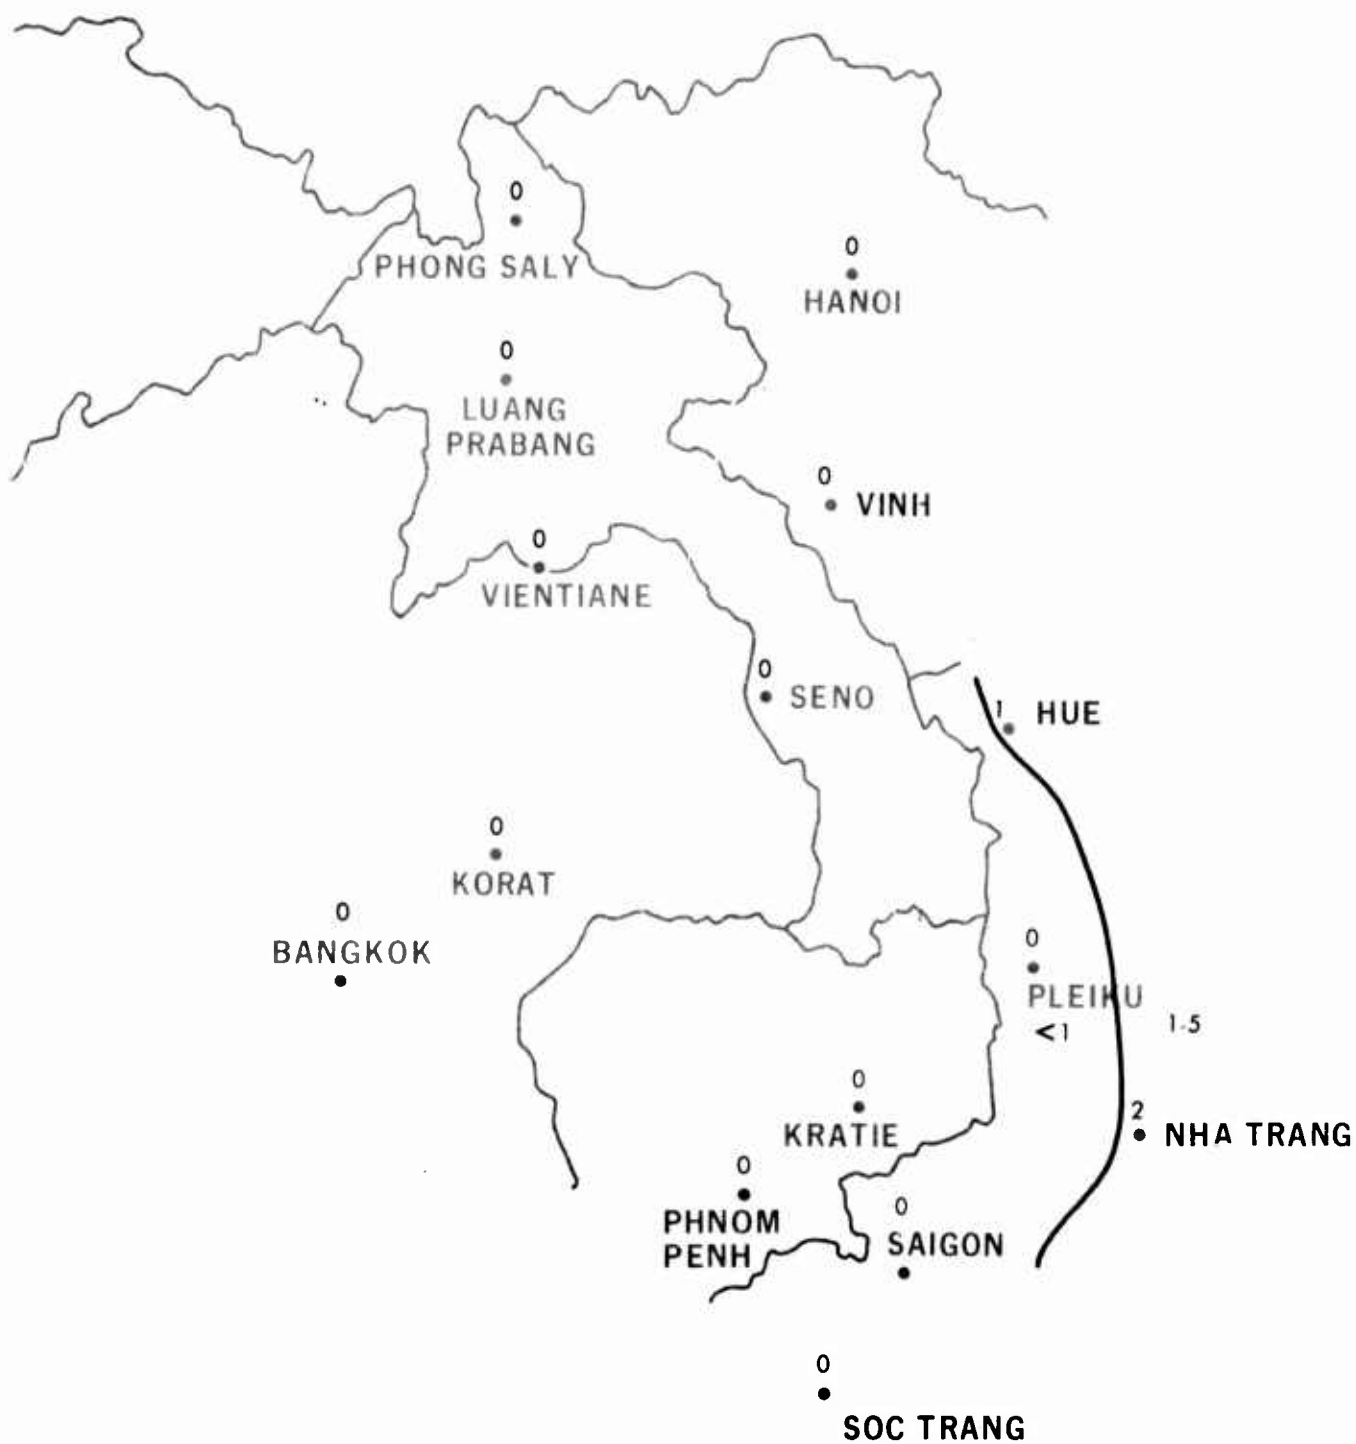 0
PHONG SALY
0
HANOI
0
LUANG
PRABANG
0
VINH
0
VIENTIANE
0
SENO
1
HUE
0
KORAT
0
BANGKOK
0
PLEIKU
<1
1-5
0
KRATIE
2
NHA TRANG
0
PHNOM
PENH
0
SAIGON
0
SOC TRANG